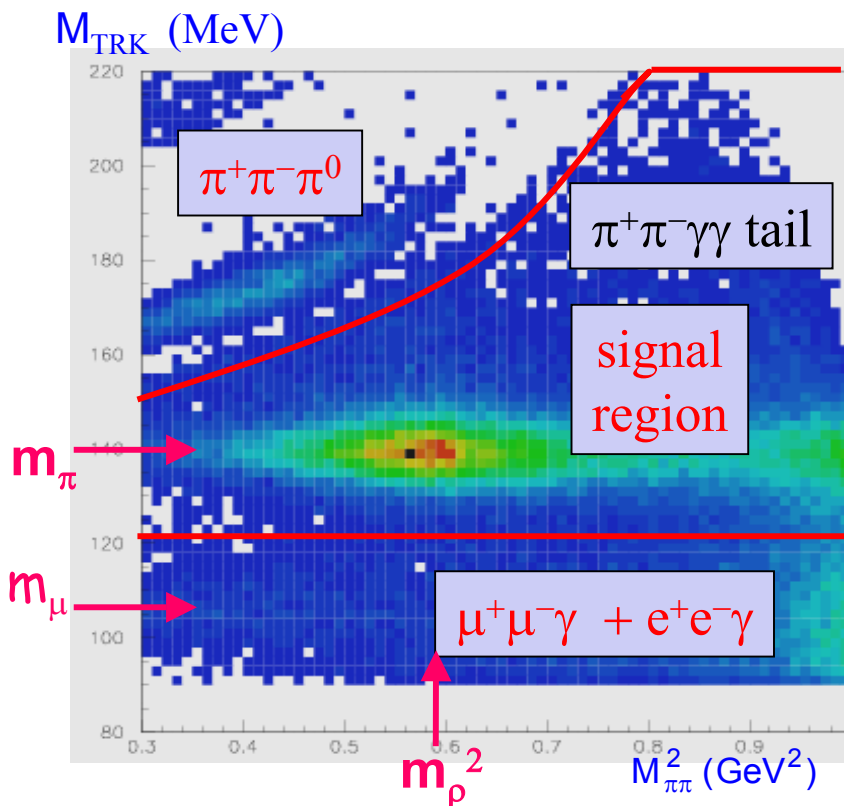 M_TRK (MeV)
220
200
180
160
140
120
100
80
π⁺π⁻π⁰
π⁺π⁻γγ tail
signal
region
m_π
m_μ
μ⁺μ⁻γ + e⁺e⁻γ
0.3 0.4 0.5 0.6 0.7 0.8 0.9
m_ρ²
M²_ππ (GeV²)